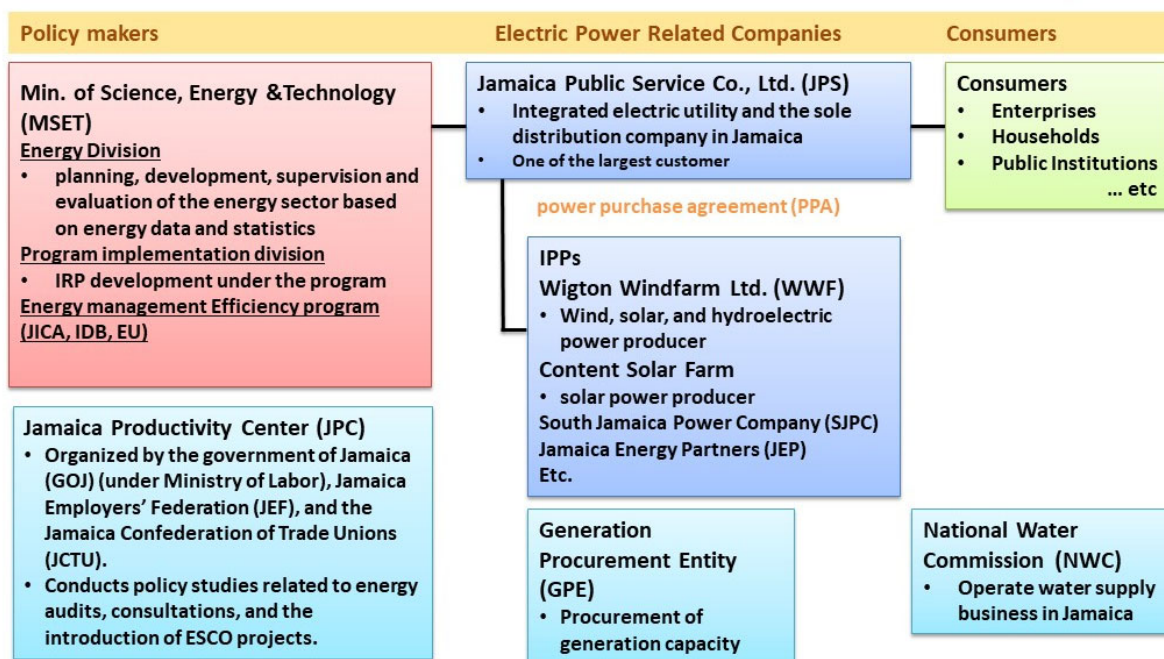 Policy makers
Electric Power Related Companies
Consumers
Min. of Science, Energy &Technology
(MSET)
Energy Division
• planning, development, supervision and
evaluation of the energy sector based
on energy data and statistics
Program implementation division
• IRP development under the program
Energy management Efficiency program
(JICA, IDB, EU)
Jamaica Productivity Center (JPC)
• Organized by the government of Jamaica
(GOJ) (under Ministry of Labor), Jamaica
Employers’ Federation (JEF), and the
Jamaica Confederation of Trade Unions
(JCTU).
• Conducts policy studies related to energy
audits, consultations, and the
introduction of ESCO projects.
Jamaica Public Service Co., Ltd. (JPS)
• Integrated electric utility and the sole
distribution company in Jamaica
• One of the largest customer
power purchase agreement (PPA)
IPPs
Wigton Windfarm Ltd. (WWF)
• Wind, solar, and hydroelectric
power producer
Content Solar Farm
• solar power producer
South Jamaica Power Company (SJPC)
Jamaica Energy Partners (JEP)
Etc.
Generation
Procurement Entity
(GPE)
• Procurement of
generation capacity
Consumers
• Enterprises
• Households
• Public Institutions
... etc
National Water
Commission (NWC)
• Operate water supply
business in Jamaica